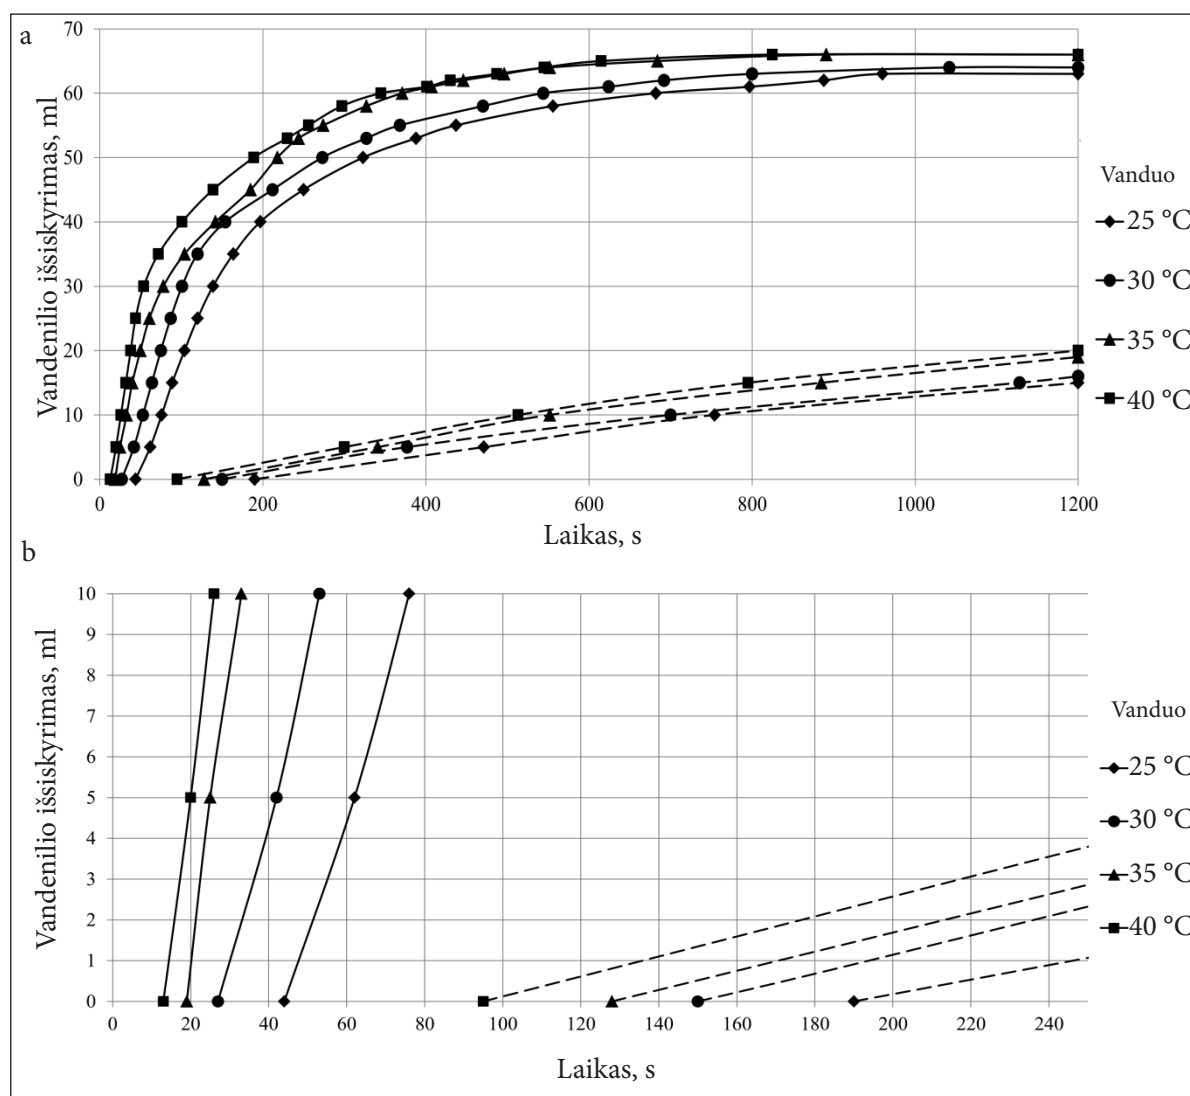 a
Vandenilio išsiskyrimas, ml
70
60
50
40
30
20
10
0
0 200 400 600 800 1000 1200
Laikas, s
Vanduo
25 °C
30 °C
35 °C
40 °C
b
Vandenilio išsiskyrimas, ml
10
9
8
7
6
5
4
3
2
1
0
0 20 40 60 80 100 120 140 160 180 200 220 240
Laikas, s
Vanduo
25 °C
30 °C
35 °C
40 °C